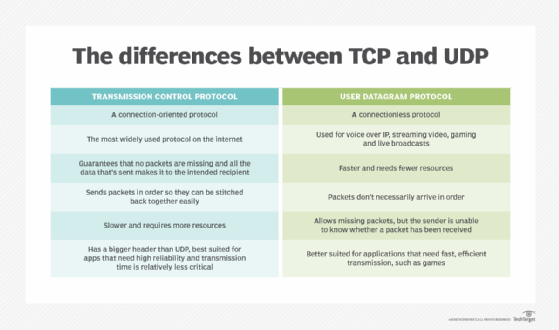 The differences between TCP and UDP
TRANSMISSION CONTROL PROTOCOL
USER DATAGRAM PROTOCOL
A connection-oriented protocol
A connectionless protocol
The most widely used protocol on the internet
Used for voice over IP, streaming video, gaming
and live broadcasts
Guarantees that no packets are missing and all the
data that's sent makes it to the intended recipient
Faster and needs fewer resources
Sends packets in order so they can be stitched
back together easily
Packets don't necessarily arrive in order
Slower and requires more resources
Allows missing packets, but the sender is unable
to know whether a packet has been received
Has a bigger header than UDP, best suited for
apps that need high reliability and transmission
time is relatively less critical
Better suited for applications that need fast, efficient
transmission, such as games
TechTarget